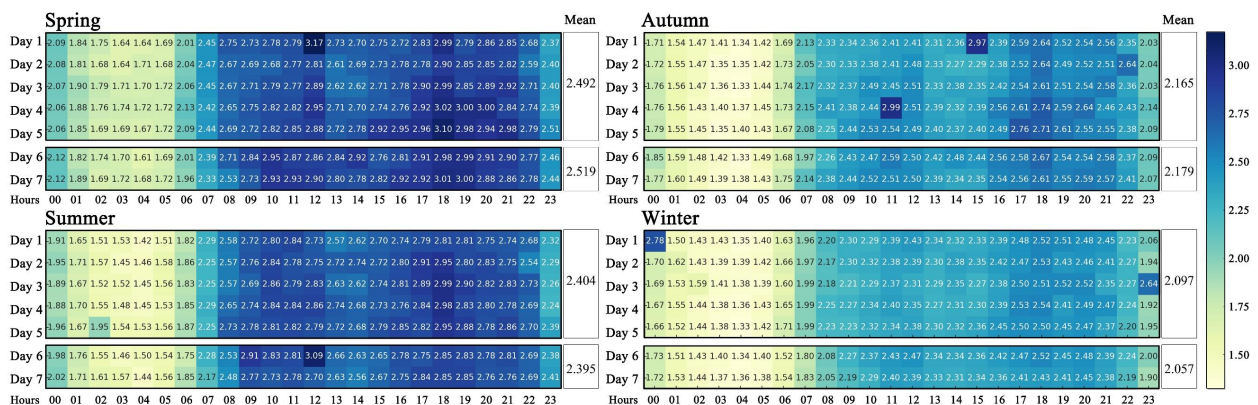 Spring
Mean
Day 1 2.09 1.84 1.75 1.64 1.64 1.69 2.01 2.45 2.75 2.73 2.78 2.79 3.17 2.73 2.70 2.75 2.72 2.83 2.99 2.79 2.86 2.85 2.68 2.37
Day 2 2.08 1.81 1.68 1.64 1.71 1.66 2.04 2.47 2.67 2.69 2.68 2.77 2.81 2.61 2.69 2.73 2.78 2.78 2.90 2.85 2.85 2.82 2.59 2.40
Day 3 2.07 1.90 1.79 1.71 1.71 1.76 2.09 2.45 2.67 2.71 2.79 2.77 2.89 2.62 2.62 2.71 2.78 2.90 2.99 2.85 2.89 2.92 2.71 2.40
Day 4 2.06 1.88 1.76 1.74 1.72 1.72 2.13 2.42 2.65 2.75 2.82 2.82 2.95 2.71 2.70 2.72 2.74 2.92 3.02 3.00 3.00 2.84 2.74 2.39
Day 5 2.06 1.85 1.69 1.69 1.67 1.72 2.09 2.44 2.69 2.72 2.82 2.85 2.88 2.72 2.78 2.92 2.95 2.96 3.10 2.98 2.94 2.98 2.79 2.51
2.492
Day 6 2.12 1.82 1.74 1.70 1.61 1.69 2.01 2.39 2.71 2.84 2.95 2.87 2.86 2.84 2.92 2.76 2.81 2.91 2.98 2.99 2.91 2.90 2.77 2.46
Day 7 2.12 1.89 1.69 1.72 1.68 1.72 1.96 2.33 2.53 2.73 2.93 2.93 2.90 2.80 2.78 2.82 2.92 2.92 3.01 3.00 2.88 2.86 2.78 2.44
2.519
Hours 00 01 02 03 04 05 06 07 08 09 10 11 12 13 14 15 16 17 18 19 20 21 22 23
Autumn
Mean
Day 1 1.71 1.54 1.47 1.41 1.34 1.42 1.69 2.13 2.33 2.34 2.36 2.41 2.41 2.31 2.36 2.97 2.39 2.59 2.64 2.52 2.54 2.56 2.35 2.03
Day 2 1.72 1.55 1.47 1.35 1.37 1.47 1.71 2.05 2.30 2.33 2.38 2.41 2.48 2.33 2.27 2.29 2.38 2.52 2.64 2.50 2.52 2.51 2.64 2.04
Day 3 1.76 1.56 1.43 1.35 1.36 1.44 1.74 2.17 2.32 2.37 2.49 2.45 2.51 2.33 2.38 2.35 2.42 2.54 2.61 2.51 2.54 2.58 2.36 2.03
Day 4 1.76 1.56 1.43 1.40 1.37 1.45 1.73 2.15 2.41 2.38 2.44 2.99 2.51 2.39 2.32 2.39 2.56 2.61 2.74 2.59 2.64 2.46 2.43 2.14
Day 5 1.79 1.55 1.45 1.35 1.40 1.43 1.67 2.08 2.25 2.44 2.53 2.54 2.49 2.40 2.37 2.40 2.49 2.76 2.71 2.61 2.55 2.55 2.38 2.09
2.165
Day 6 1.85 1.59 1.48 1.42 1.33 1.49 1.68 1.97 2.26 2.43 2.47 2.59 2.50 2.42 2.48 2.44 2.56 2.58 2.67 2.54 2.54 2.58 2.37 2.09
Day 7 1.77 1.60 1.49 1.39 1.38 1.42 1.75 2.14 2.38 2.44 2.52 2.51 2.50 2.39 2.34 2.35 2.54 2.56 2.61 2.55 2.59 2.57 2.41 2.07
2.179
Hours 00 01 02 03 04 05 06 07 08 09 10 11 12 13 14 15 16 17 18 19 20 21 22 23
Summer
Day 1 1.91 1.65 1.51 1.53 1.42 1.51 1.82 2.29 2.58 2.72 2.80 2.84 2.73 2.57 2.62 2.70 2.74 2.79 2.81 2.81 2.75 2.74 2.68 2.32
Day 2 1.95 1.71 1.57 1.46 1.45 1.58 1.86 2.25 2.57 2.74 2.80 2.78 2.75 2.66 2.67 2.72 2.75 2.91 2.95 2.80 2.83 2.75 2.54 2.29
Day 3 1.89 1.67 1.52 1.55 1.45 1.56 1.83 2.25 2.57 2.69 2.86 2.79 2.83 2.63 2.62 2.74 2.76 2.89 2.99 2.90 2.82 2.83 2.73 2.26
Day 4 1.88 1.70 1.55 1.48 1.45 1.53 1.85 2.29 2.65 2.74 2.84 2.84 2.86 2.72 2.68 2.73 2.74 2.84 2.98 2.83 2.80 2.78 2.69 2.24
Day 5 1.96 1.67 1.95 1.54 1.53 1.56 1.87 2.25 2.73 2.78 2.81 2.82 2.79 2.72 2.68 2.79 2.85 2.82 2.95 2.88 2.78 2.86 2.70 2.39
2.404
Day 6 1.98 1.76 1.55 1.46 1.50 1.54 1.75 2.28 2.53 2.91 2.83 2.81 3.09 2.66 2.63 2.65 2.78 2.75 2.85 2.83 2.78 2.81 2.69 2.38
Day 7 2.02 1.71 1.61 1.57 1.44 1.56 1.85 2.17 2.48 2.77 2.73 2.78 2.70 2.63 2.56 2.57 2.75 2.84 2.85 2.85 2.76 2.76 2.69 2.41
2.395
Hours 00 01 02 03 04 05 06 07 08 09 10 11 12 13 14 15 16 17 18 19 20 21 22 23
Winter
Day 1 2.78 1.50 1.43 1.43 1.35 1.40 1.63 1.96 2.20 2.30 2.29 2.39 2.43 2.34 2.32 2.33 2.39 2.48 2.52 2.51 2.48 2.45 2.23 2.06
Day 2 1.70 1.62 1.43 1.39 1.35 1.42 1.66 1.98 2.17 2.26 2.32 2.37 2.40 2.31 2.30 2.32 2.40 2.47 2.53 2.45 2.47 2.41 2.27 1.94
Day 3 1.69 1.53 1.59 1.41 1.38 1.39 1.66 1.99 2.18 2.21 2.29 2.37 2.64 2.31 2.29 2.25 2.36 2.50 2.53 2.52 2.52 2.35 2.27 2.64
Day 4 1.67 1.55 1.44 1.39 1.36 1.41 1.65 1.99 2.21 2.25 2.27 2.34 2.40 2.35 2.27 2.31 2.39 2.53 2.54 2.41 2.49 2.47 2.24 1.92
Day 5 1.66 1.52 1.44 1.38 1.33 1.42 1.71 1.99 2.23 2.23 2.32 2.34 2.38 2.41 2.35 2.32 2.45 2.50 2.50 2.45 2.47 2.37 2.20 1.95
2.097
Day 6 1.73 1.51 1.43 1.40 1.34 1.40 1.52 1.80 2.08 2.27 2.37 2.43 2.47 2.34 2.38 2.36 2.42 2.47 2.52 2.45 2.48 2.39 2.24 2.00
Day 7 1.72 1.53 1.44 1.37 1.36 1.38 1.54 1.83 2.05 2.19 2.29 2.40 2.39 2.33 2.31 2.34 2.36 2.41 2.43 2.41 2.45 2.38 2.19 1.90
2.057
Hours 00 01 02 03 04 05 06 07 08 09 10 11 12 13 14 15 16 17 18 19 20 21 22 23
3.00
2.75
2.50
2.25
2.00
1.75
1.50